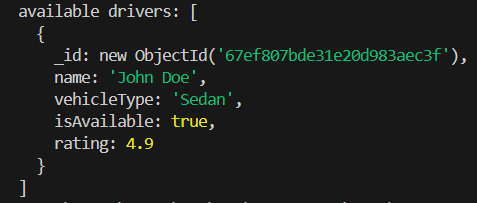 available drivers: [
  {
    _id: new ObjectId('67ef807bde31e20d983aec3f'),
    name: 'John Doe',
    vehicleType: 'Sedan',
    isAvailable: true,
    rating: 4.9
  }
]